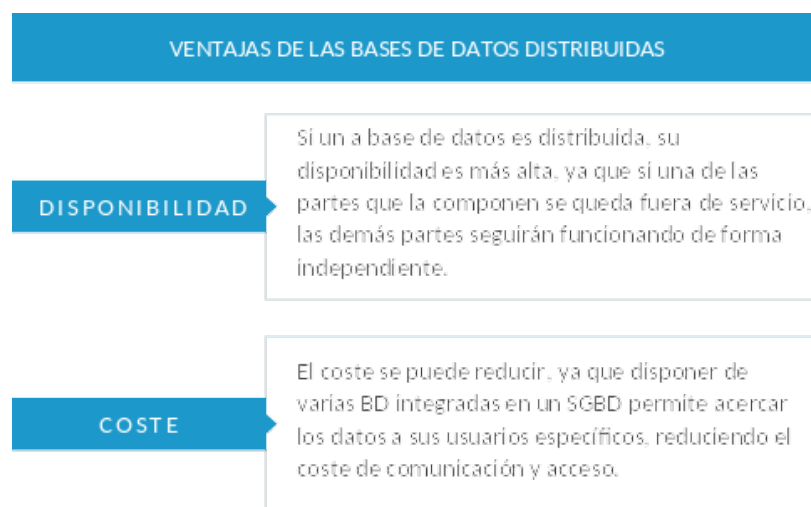 VENTAJAS DE LAS BASES DE DATOS DISTRIBUIDAS
DISPONIBILIDAD
Si un a base de datos es distribuida, su
disponibilidad es más alta, ya que si una de las
partes que la componen se queda fuera de servicio,
las demás partes seguirán funcionando de forma
independiente.
COSTE
El coste se puede reducir, ya que disponer de
varias BD integradas en un SGBD permite acercar
los datos a sus usuarios específicos, reduciendo el
coste de comunicación y acceso.